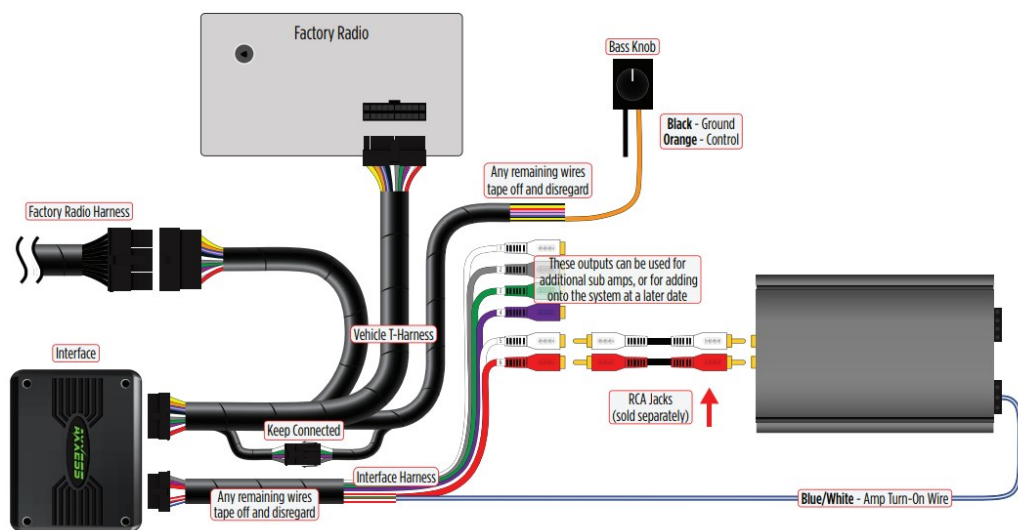 Factory Radio
Bass Knob
Black - Ground
Orange - Control
Any remaining wires
tape off and disregard
Factory Radio Harness
These outputs can be used for
additional sub amps, or for adding
onto the system at a later date
Vehicle T-Harness
Interface
RCA Jacks
(sold separately)
AXXESS
Keep Connected
Interface Harness
Any remaining wires
tape off and disregard
Blue/White - Amp Turn-On Wire